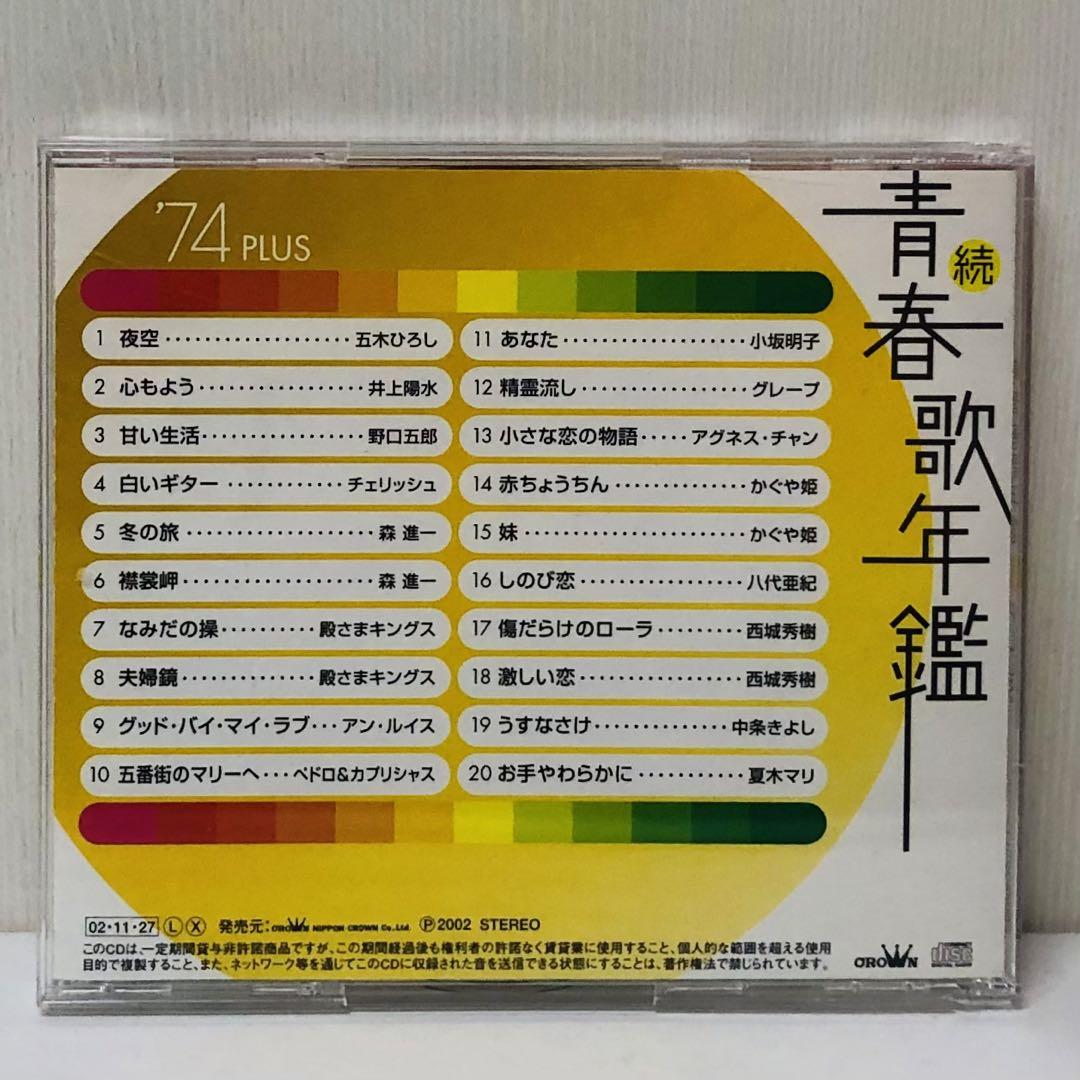 '74 PLUS
続 青春歌年鑑
1 夜空・・・・・・・・・・・・・・・・・・・五木ひろし
2 心もよう・・・・・・・・・・・・・・・・・井上陽水
3 甘い生活・・・・・・・・・・・・・・・・・野口五郎
4 白いギター・・・・・・・・・・・・チェリッシュ
5 冬の旅・・・・・・・・・・・・・・・・・・・森 進一
6 襟裳岬・・・・・・・・・・・・・・・・・・・森 進一
7 なみだの操・・・・・・・・・・殿さまキングス
8 夫婦鏡・・・・・・・・・・・・・・殿さまキングス
9 グッド・バイ・マイ・ラブ・・・アン・ルイス
10 五番街のマリーへ・・・ペドロ&カプリシャス
11 あなた・・・・・・・・・・・・・・・・・・・小坂明子
12 精霊流し・・・・・・・・・・・・・・・・・グレープ
13 小さな恋の物語・・・・・アグネス・チャン
14 赤ちょうちん・・・・・・・・・・・・・かぐや姫
15 妹・・・・・・・・・・・・・・・・・・・・・・・かぐや姫
16 しのび恋・・・・・・・・・・・・・・・・・八代亜紀
17 傷だらけのローラ・・・・・・・・・西城秀樹
18 激しい恋・・・・・・・・・・・・・・・・・西城秀樹
19 うすなさけ・・・・・・・・・・・・・・中条きよし
20 お手やわらかに・・・・・・・・・・・夏木マリ
02・11・27 L X 発売元:CROWN NIPPON CROWN Co.,Ltd. ℗2002 STEREO
このCDは、一定期間貸与非許諾商品ですが、この期間経過後も権利者の許諾なく賃貸業に使用すること、個人的な範囲を超える使用
目的で複製すること、また、ネットワーク等を通じてこのCDに収録された音を送信できる状態にすることは、著作権法で禁じられています。
CROWN disc